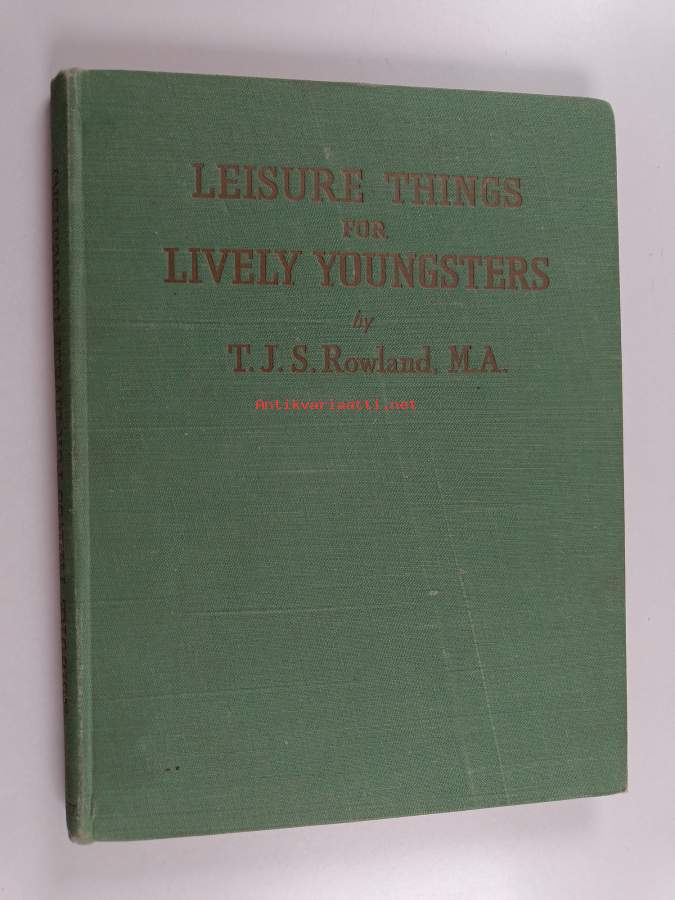 LEISURE THINGS
FOR
LIVELY YOUNGSTERS
by
T. J. S. Rowland, M.A.
Antikvariaatti.net